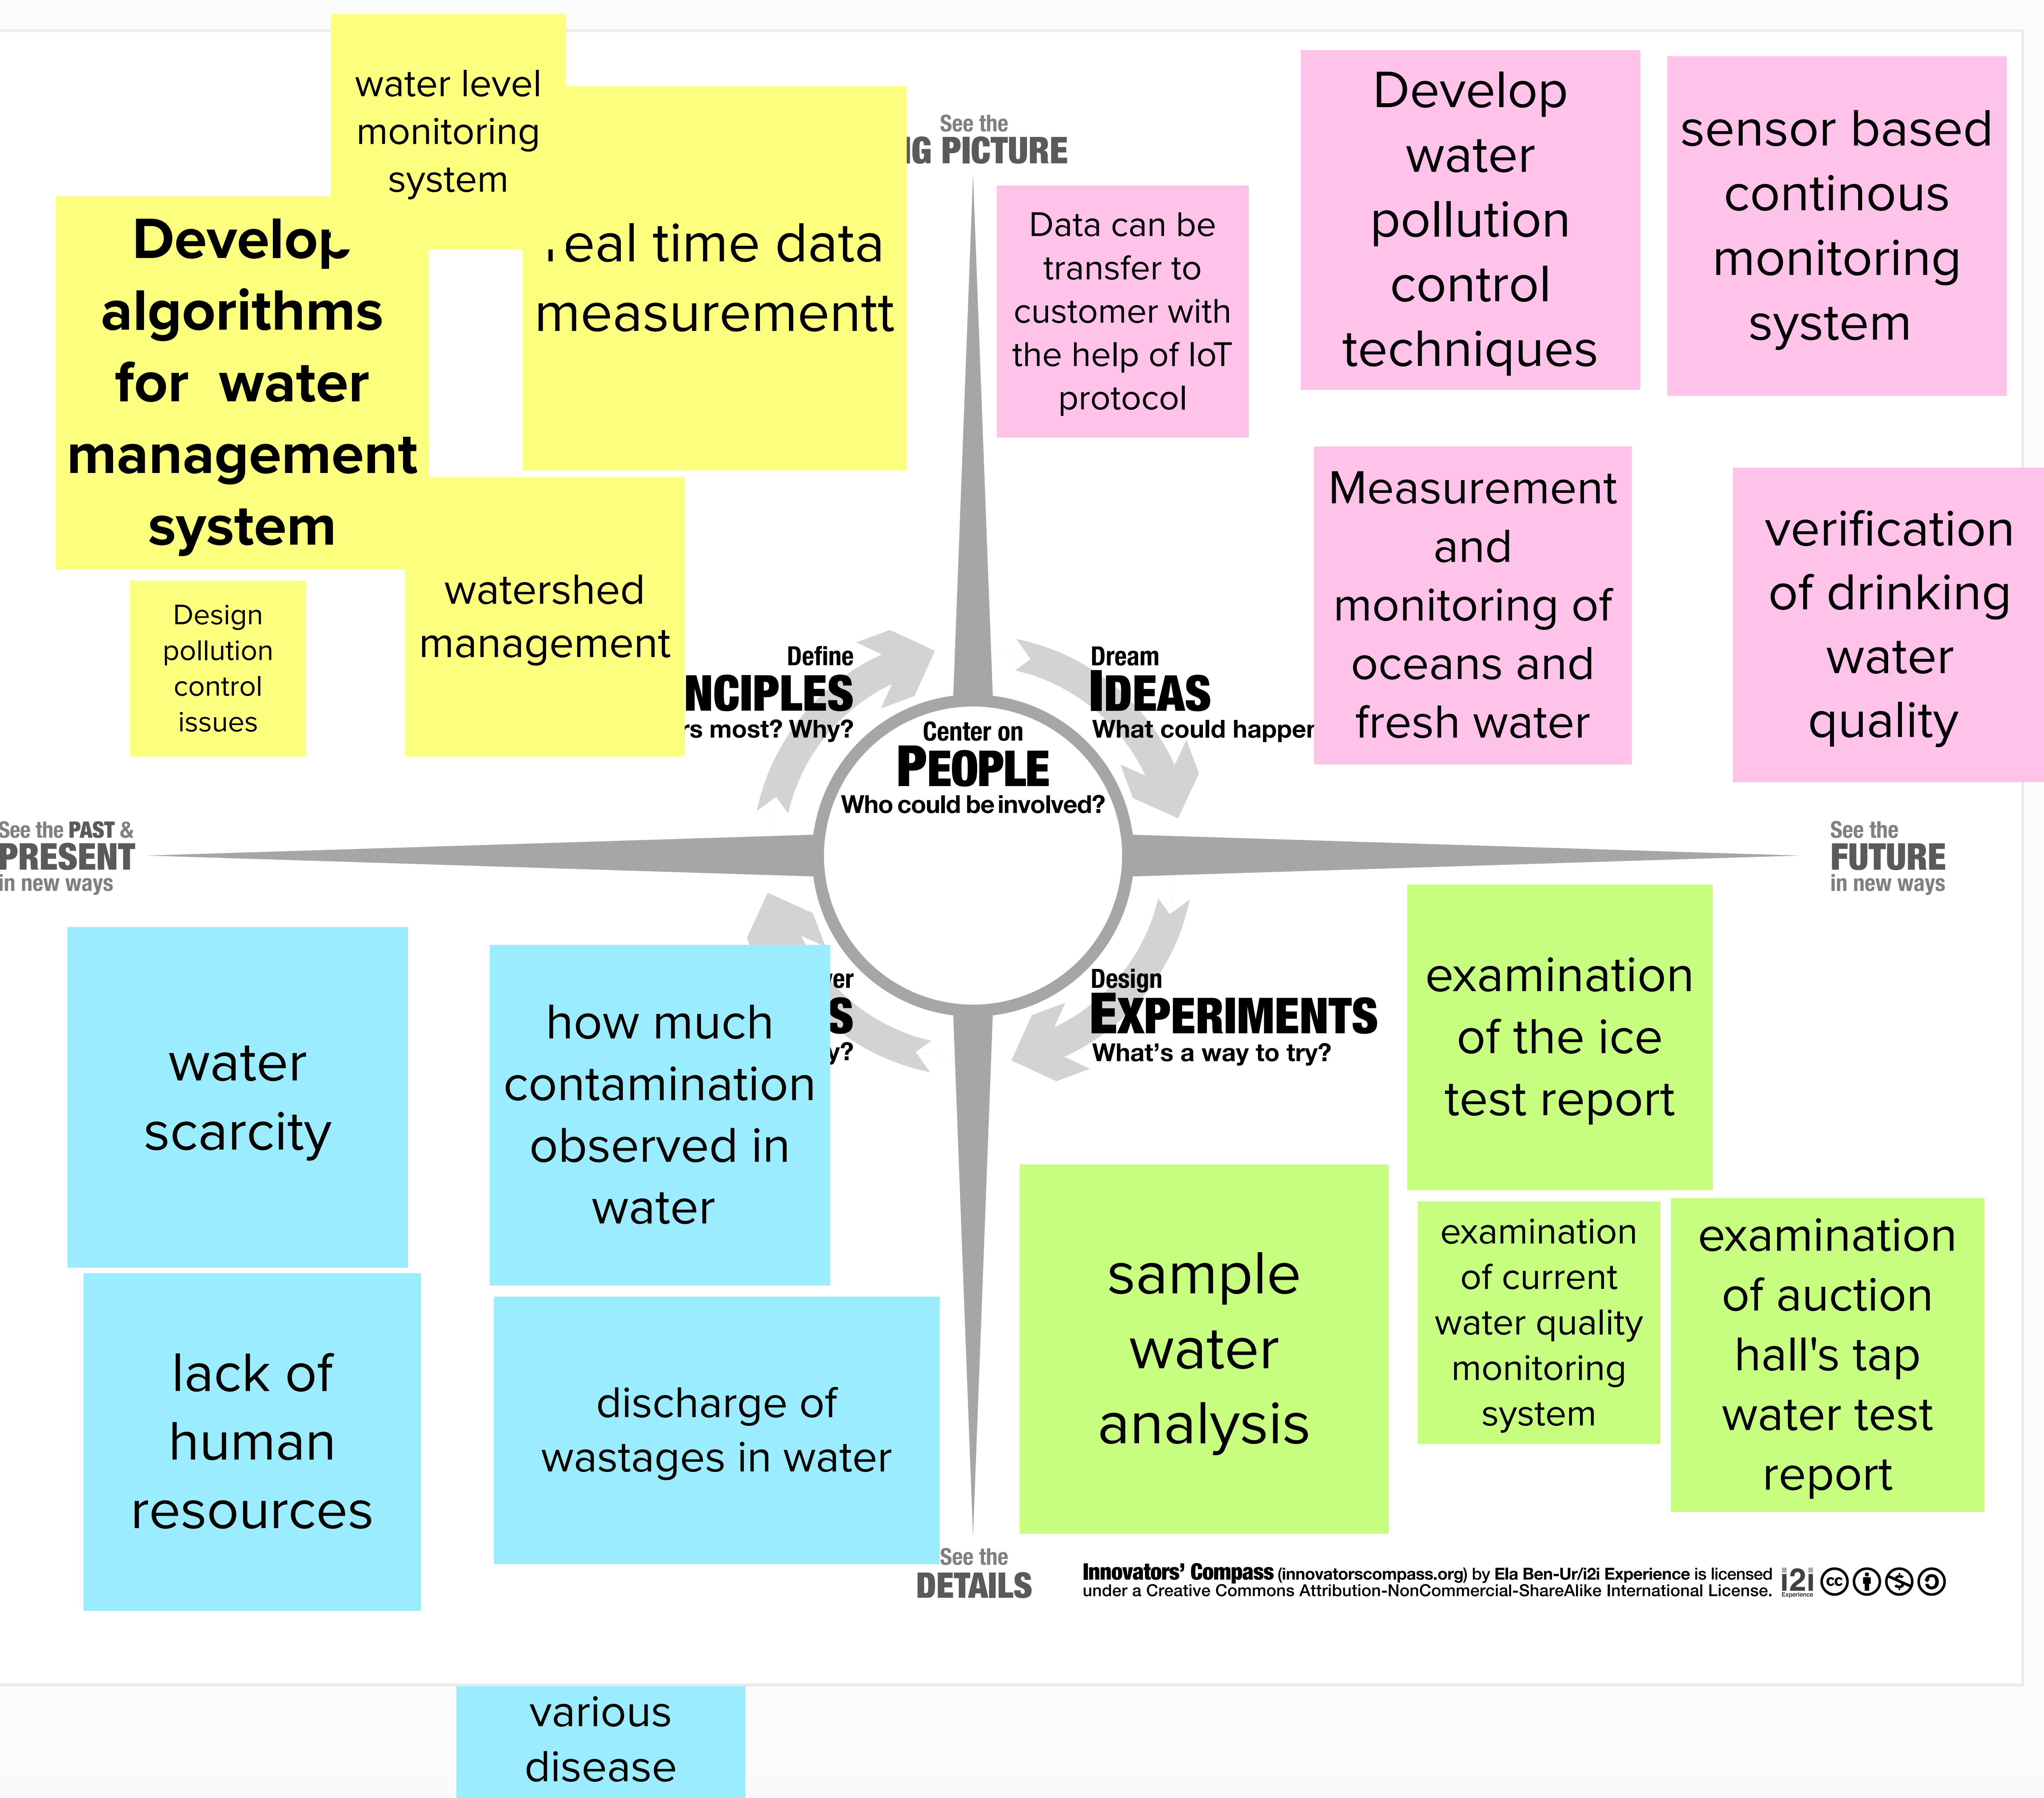 water level
monitoring
system
real time data
measurementt
Develop
algorithms
for water
management
system
Design
pollution
control
issues
watershed
management
See the
IG PICTURE
Data can be
transfer to
customer with
the help of IoT
protocol
Develop
water
pollution
control
techniques
sensor based
continous
monitoring
system
Measurement
and
monitoring of
oceans and
fresh water
verification
of drinking
water
quality
Define
NCIPLES
rs most? Why?
Dream
IDEAS
What could happen
Center on
PEOPLE
Who could be involved?
See the PAST &
PRESENT
in new ways
See the
FUTURE
in new ways
water
scarcity
how much
contamination
observed in
water
ver
S
y?
lack of
human
resources
discharge of
wastages in water
Design
EXPERIMENTS
What's a way to try?
examination
of the ice
test report
sample
water
analysis
examination
of current
water quality
monitoring
system
examination
of auction
hall's tap
water test
report
See the
DETAILS
Innovators' Compass (innovatorscompass.org) by Ela Ben-Ur/i2i Experience is licensed
under a Creative Commons Attribution-NonCommercial-ShareAlike International License.
i2i
Experience
cc
various
disease